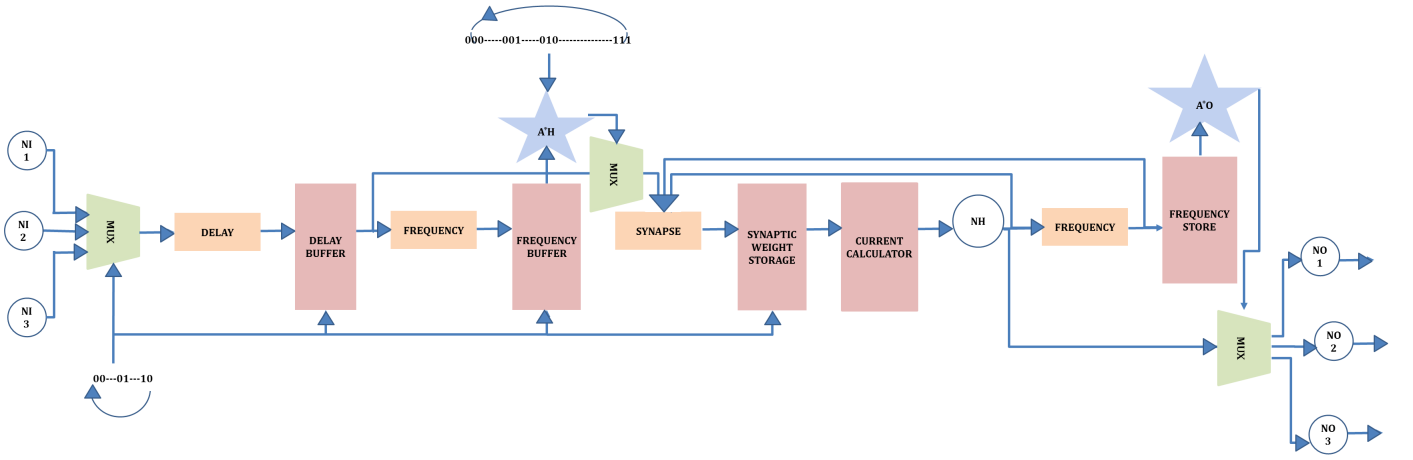 000-----001-----010---------------111
A*H
A*O
NI
1
NI
2
NI
3
MUX
DELAY
DELAY
BUFFER
FREQUENCY
FREQUENCY
BUFFER
MUX
SYNAPSE
SYNAPTIC
WEIGHT
STORAGE
CURRENT
CALCULATOR
NH
FREQUENCY
FREQUENCY
STORE
MUX
NO
1
NO
2
NO
3
00---01---10